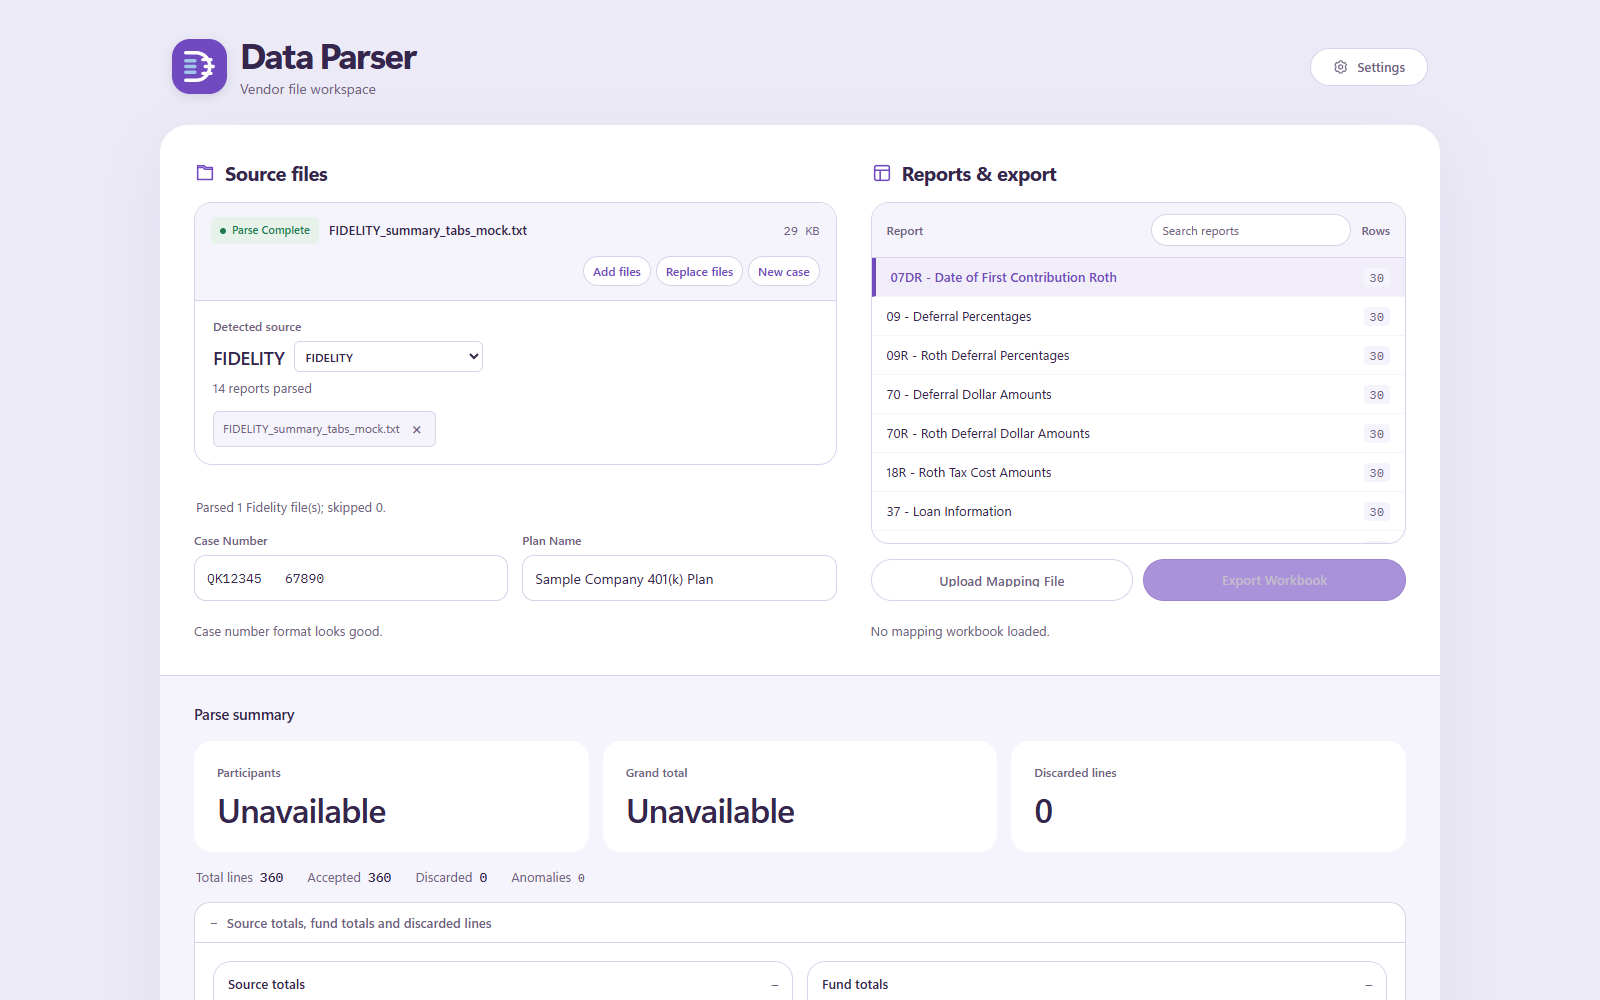 Data Parser
Vendor file workspace
Settings
Source files
Parse Complete
FIDELITY_summary_tabs_mock.txt
29 KB
Add files
Replace files
New case
Detected source
FIDELITY
FIDELITY
14 reports parsed
FIDELITY_summary_tabs_mock.txt ×
Parsed 1 Fidelity file(s); skipped 0.
Case Number
QK12345 67890
Plan Name
Sample Company 401(k) Plan
Case number format looks good.
Reports & export
Report
Search reports
Rows
07DR - Date of First Contribution Roth 30
09 - Deferral Percentages 30
09R - Roth Deferral Percentages 30
70 - Deferral Dollar Amounts 30
70R - Roth Deferral Dollar Amounts 30
18R - Roth Tax Cost Amounts 30
37 - Loan Information 30
Upload Mapping File
Export Workbook
No mapping workbook loaded.
Parse summary
Participants
Unavailable
Grand total
Unavailable
Discarded lines
0
Total lines 360 Accepted 360 Discarded 0 Anomalies 0
– Source totals, fund totals and discarded lines
Source totals –
Fund totals –